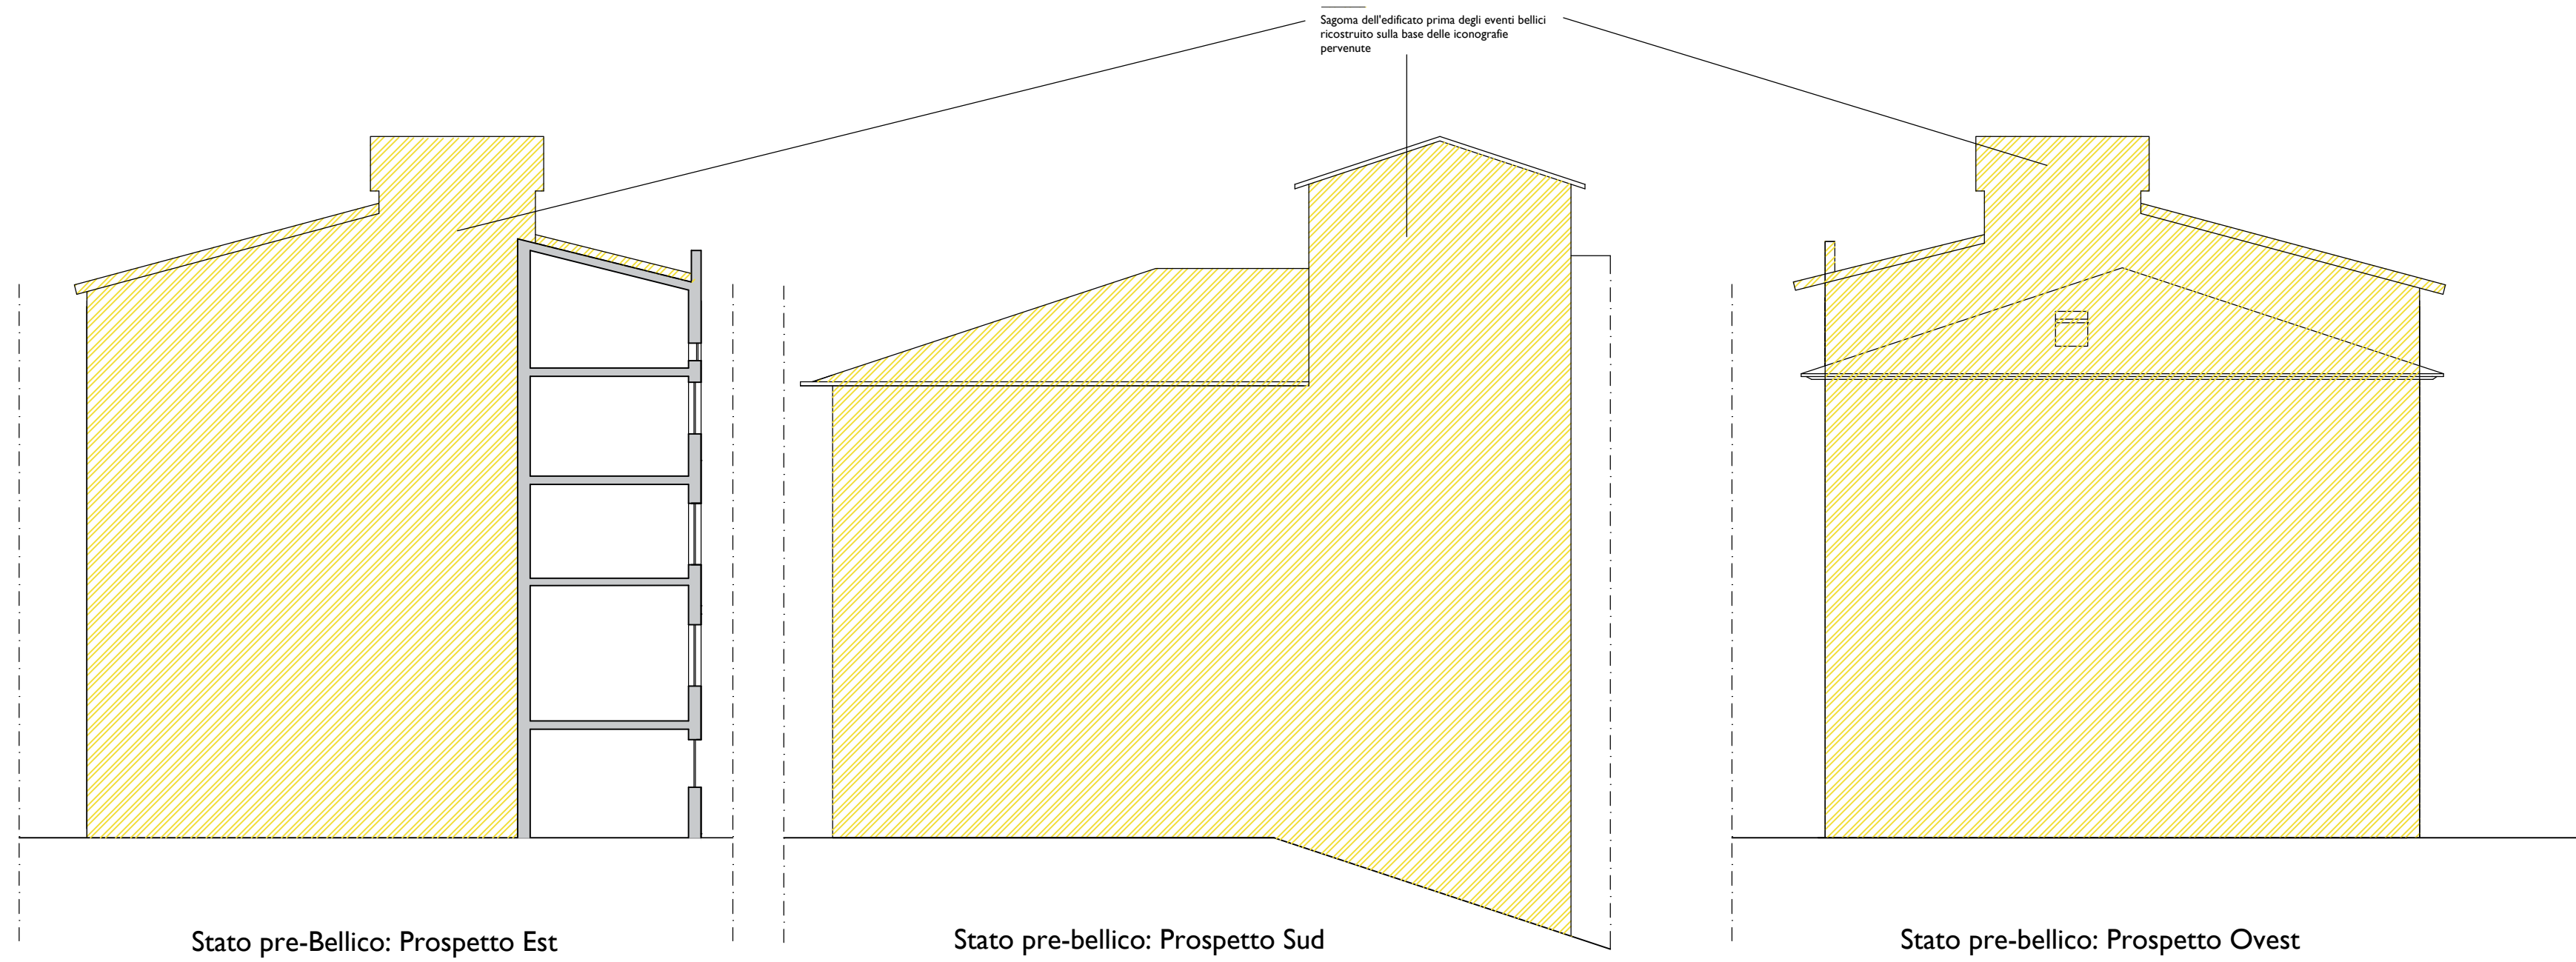 Sagoma dell'edificato prima degli eventi bellici
ricostruito sulla base delle iconografie
pervenute
Stato pre-Bellico: Prospetto Est
Stato pre-bellico: Prospetto Sud
Stato pre-bellico: Prospetto Ovest